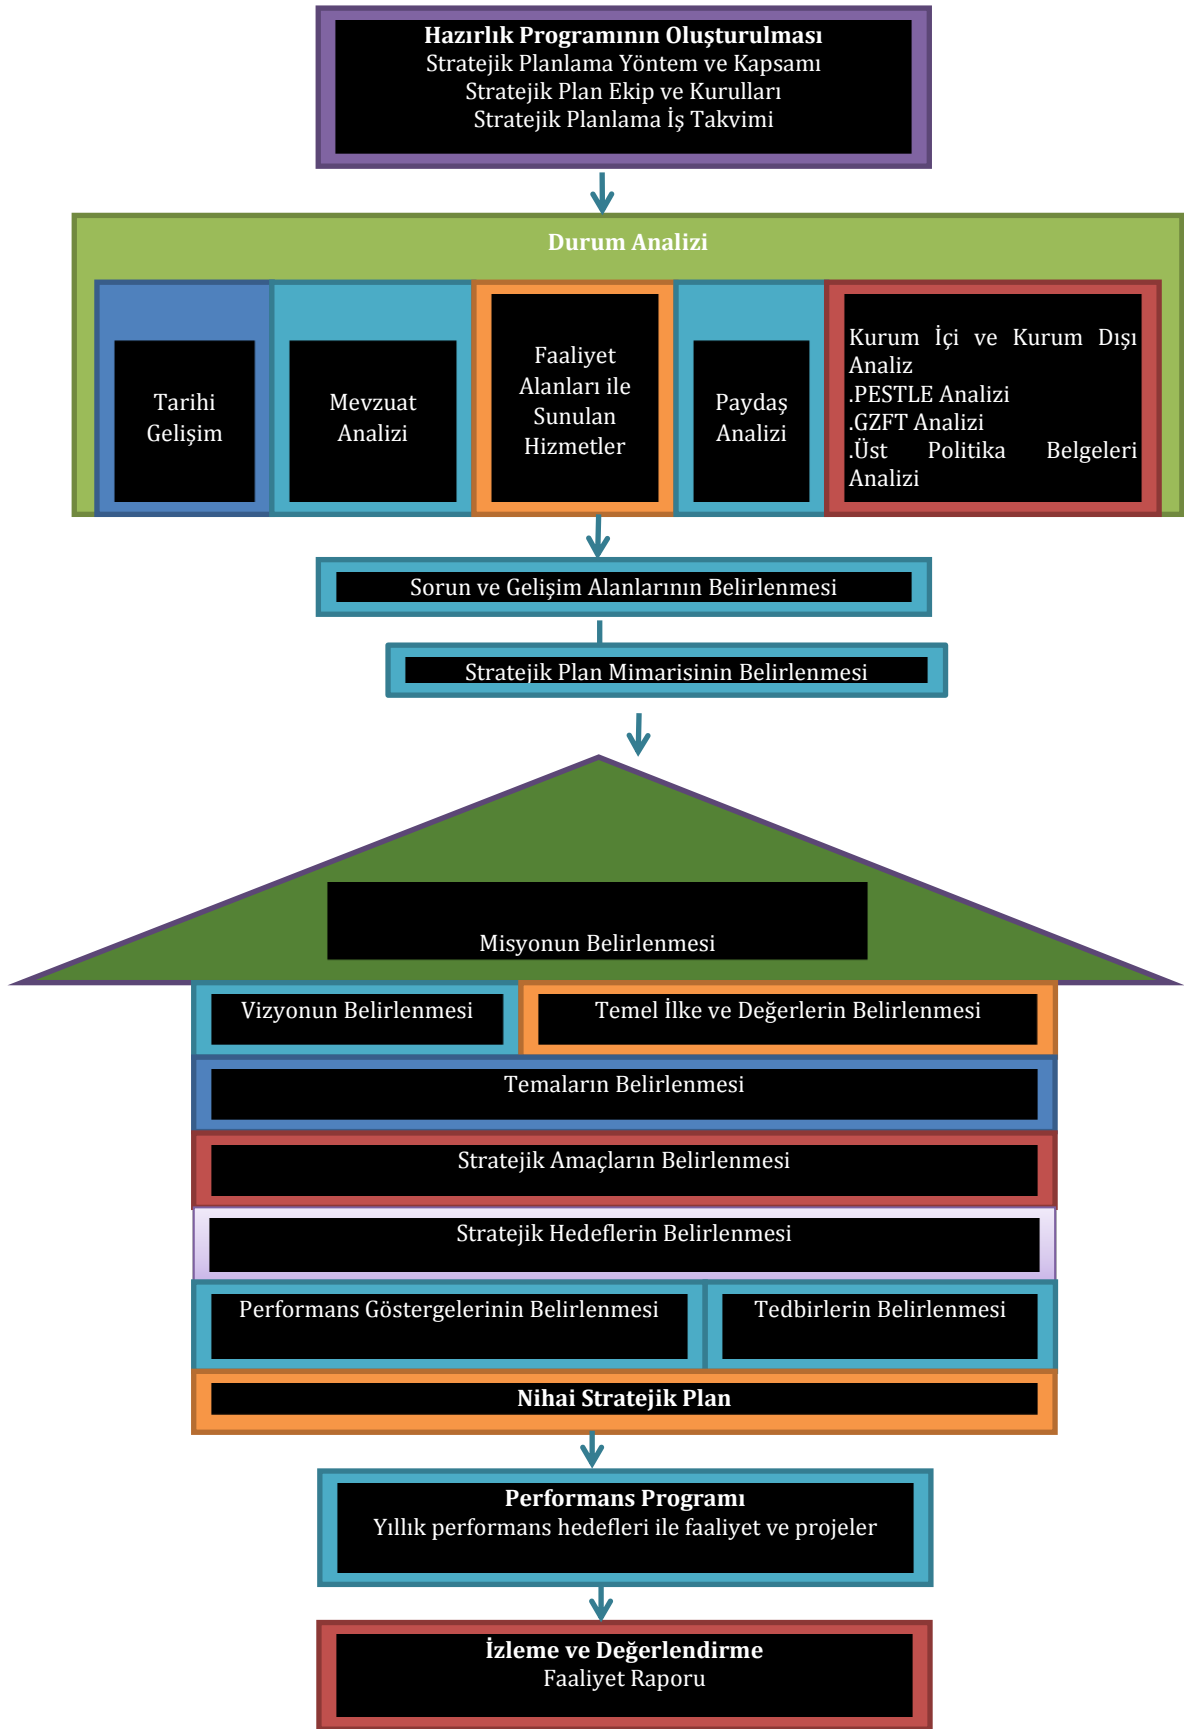 Hazırlık Programının Oluşturulması
Stratejik Planlama Yöntem ve Kapsamı
Stratejik Plan Ekip ve Kurulları
Stratejik Planlama İş Takvimi
Durum Analizi
Tarihi
Gelişim
Mevzuat
Analizi
Faaliyet
Alanları ile
Sunulan
Hizmetler
Paydaş
Analizi
Kurum İçi ve Kurum Dışı
Analiz
.PESTLE Analizi
.GZFT Analizi
.Üst Politika Belgeleri
Analizi
Sorun ve Gelişim Alanlarının Belirlenmesi
Stratejik Plan Mimarisinin Belirlenmesi
Misyonun Belirlenmesi
Vizyonun Belirlenmesi
Temel İlke ve Değerlerin Belirlenmesi
Temaların Belirlenmesi
Stratejik Amaçların Belirlenmesi
Stratejik Hedeflerin Belirlenmesi
Performans Göstergelerinin Belirlenmesi
Tedbirlerin Belirlenmesi
Nihai Stratejik Plan
Performans Programı
Yıllık performans hedefleri ile faaliyet ve projeler
İzleme ve Değerlendirme
Faaliyet Raporu